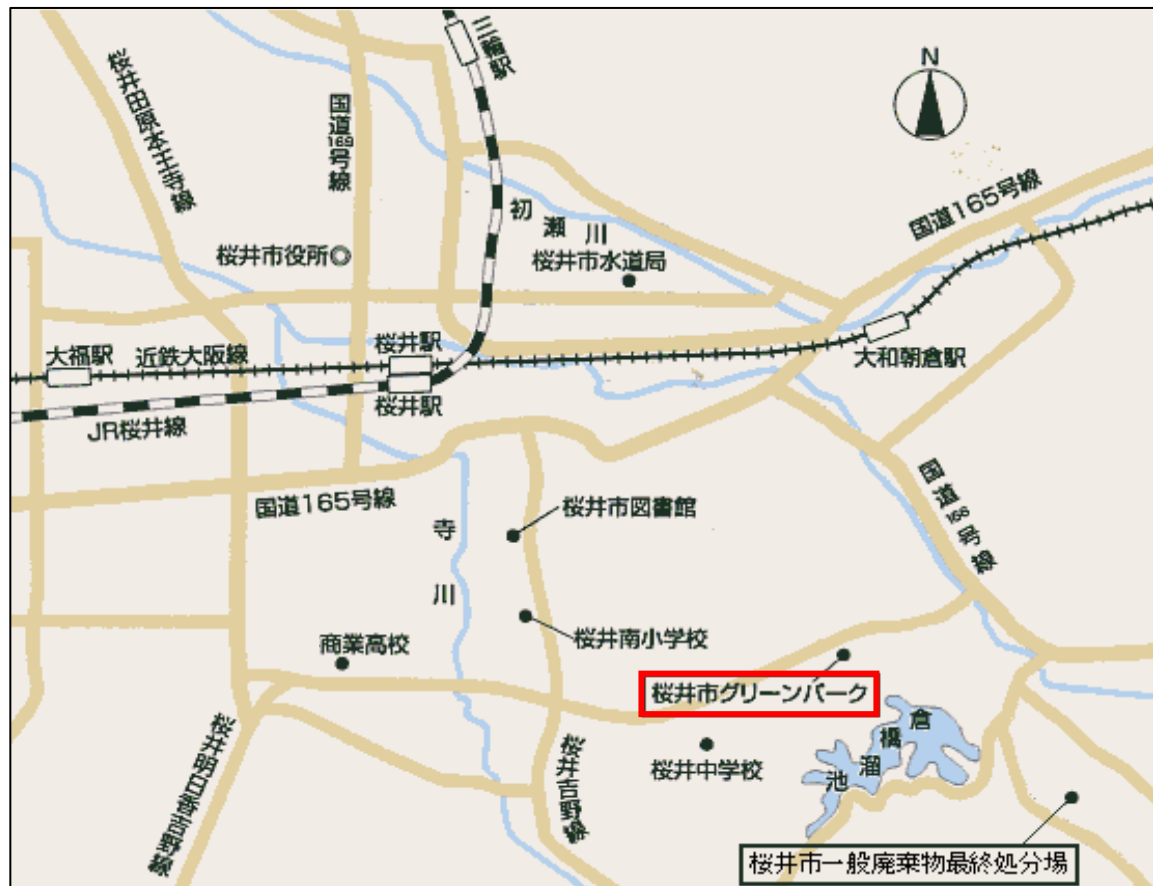 三輪駅
N
桜井田原本王寺線
国道169号線
国道165号線
初瀬川
桜井市役所
桜井市水道局
大福駅
近鉄大阪線
桜井駅
大和朝倉駅
桜井駅
JR桜井線
国道165号線
桜井市図書館
国道166号線
寺川
商業高校
桜井南小学校
桜井市グリーンパーク
倉橋溜池
桜井中学校
桜井吉野線
桜井明日香吉野線
桜井市一般廃棄物最終処分場